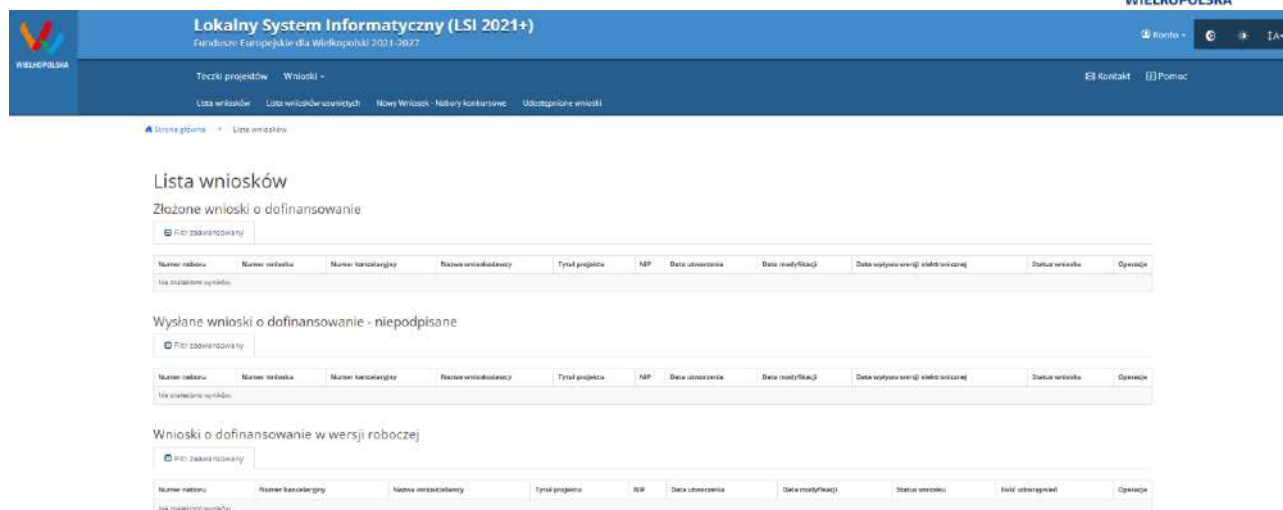 WIELKOPOLSKA
Lokalny System Informatyczny (LSI 2021+)
Fundusze Europejskie dla Wielkopolski 2021-2027
Konto
A
WIELKOPOLSKA
Teczki projektów Wnioski
Kontakt Pomoc
Lista wniosków Lista wniosków usuniętych Nowy Wniosek - Nabory konkursowe Udostępnione wnioski
Strona główna Lista wniosków
Lista wniosków
Złożone wnioski o dofinansowanie
Filtr zaawansowany
Numer naboru Numer wniosku Numer kancelaryjny Nazwa wnioskodawcy Tytuł projektu NIP Data utworzenia Data modyfikacji Data wpływu wersji elektronicznej Status wniosku Operacje
Nie znaleziono wyników.
Wysłane wnioski o dofinansowanie - niepodpisane
Filtr zaawansowany
Numer naboru Numer wniosku Numer kancelaryjny Nazwa wnioskodawcy Tytuł projektu NIP Data utworzenia Data modyfikacji Data wpływu wersji elektronicznej Status wniosku Operacje
Nie znaleziono wyników.
Wnioski o dofinansowanie w wersji roboczej
Filtr zaawansowany
Numer naboru Numer kancelaryjny Nazwa wnioskodawcy Tytuł projektu NIP Data utworzenia Data modyfikacji Status wniosku Ilość udostępnień Operacje
Nie znaleziono wyników.